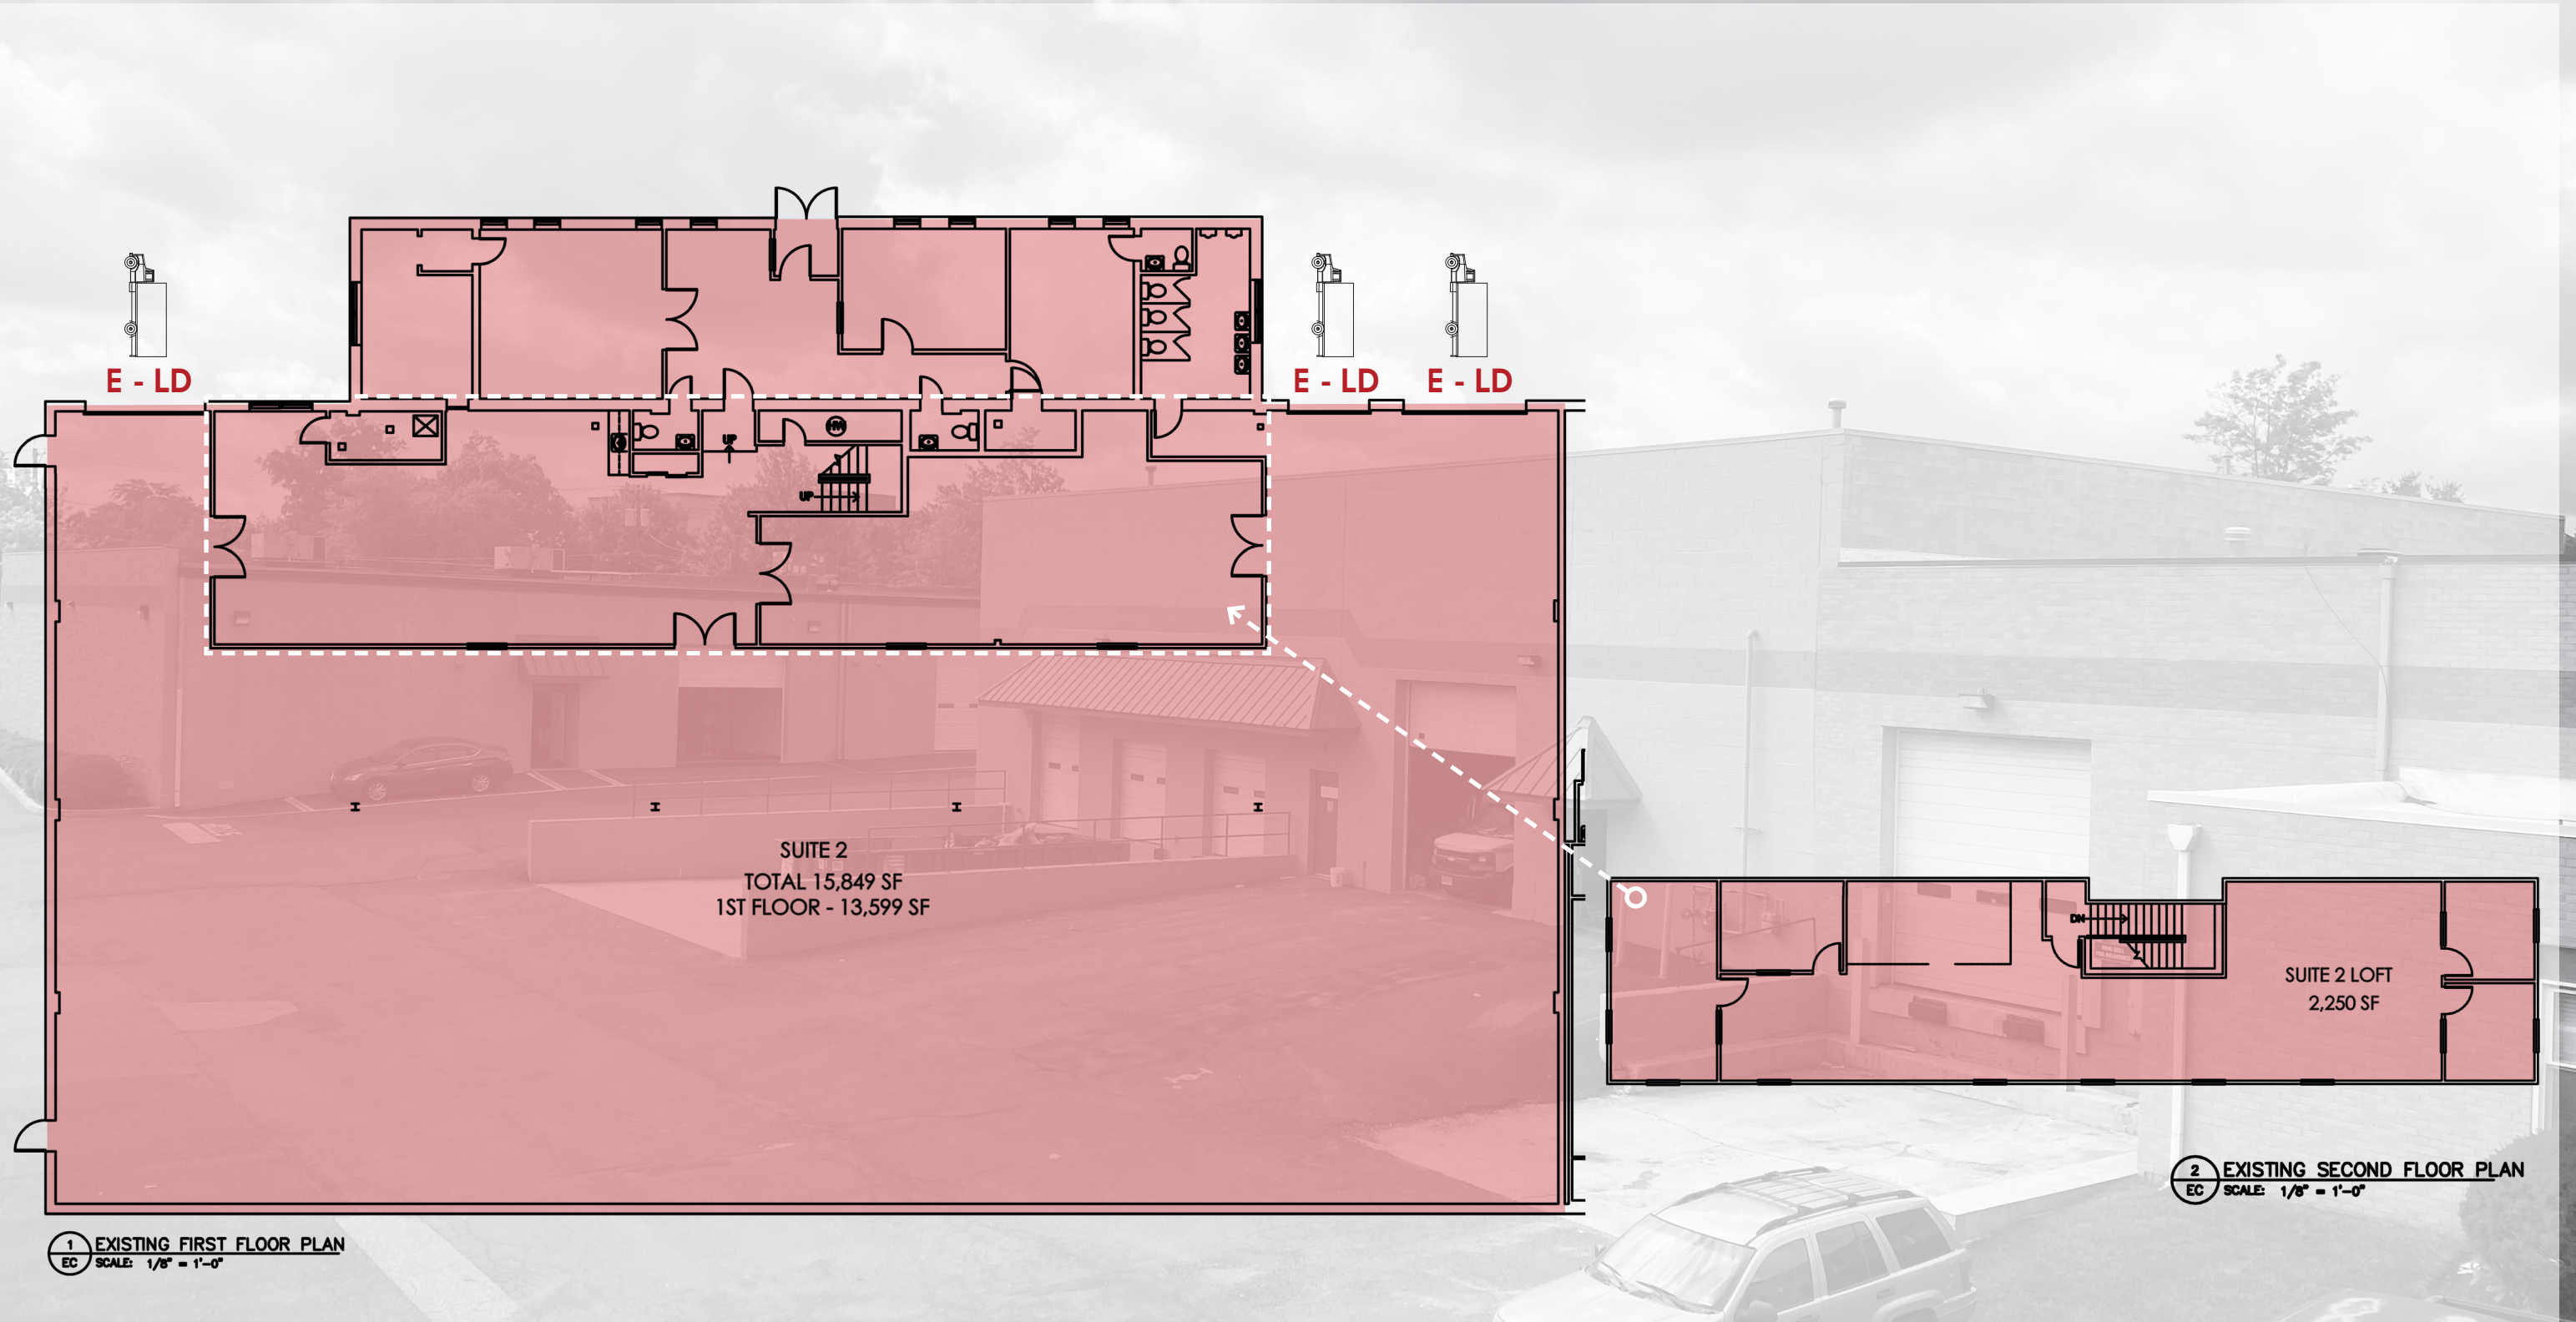 E - LD
E - LD
E - LD
UP
HW
UP
SUITE 2
TOTAL 15,849 SF
1ST FLOOR - 13,599 SF
DN
SUITE 2 LOFT
2,250 SF
2
EC
EXISTING SECOND FLOOR PLAN
SCALE: 1/8" = 1'-0"
1
EC
EXISTING FIRST FLOOR PLAN
SCALE: 1/8" = 1'-0"